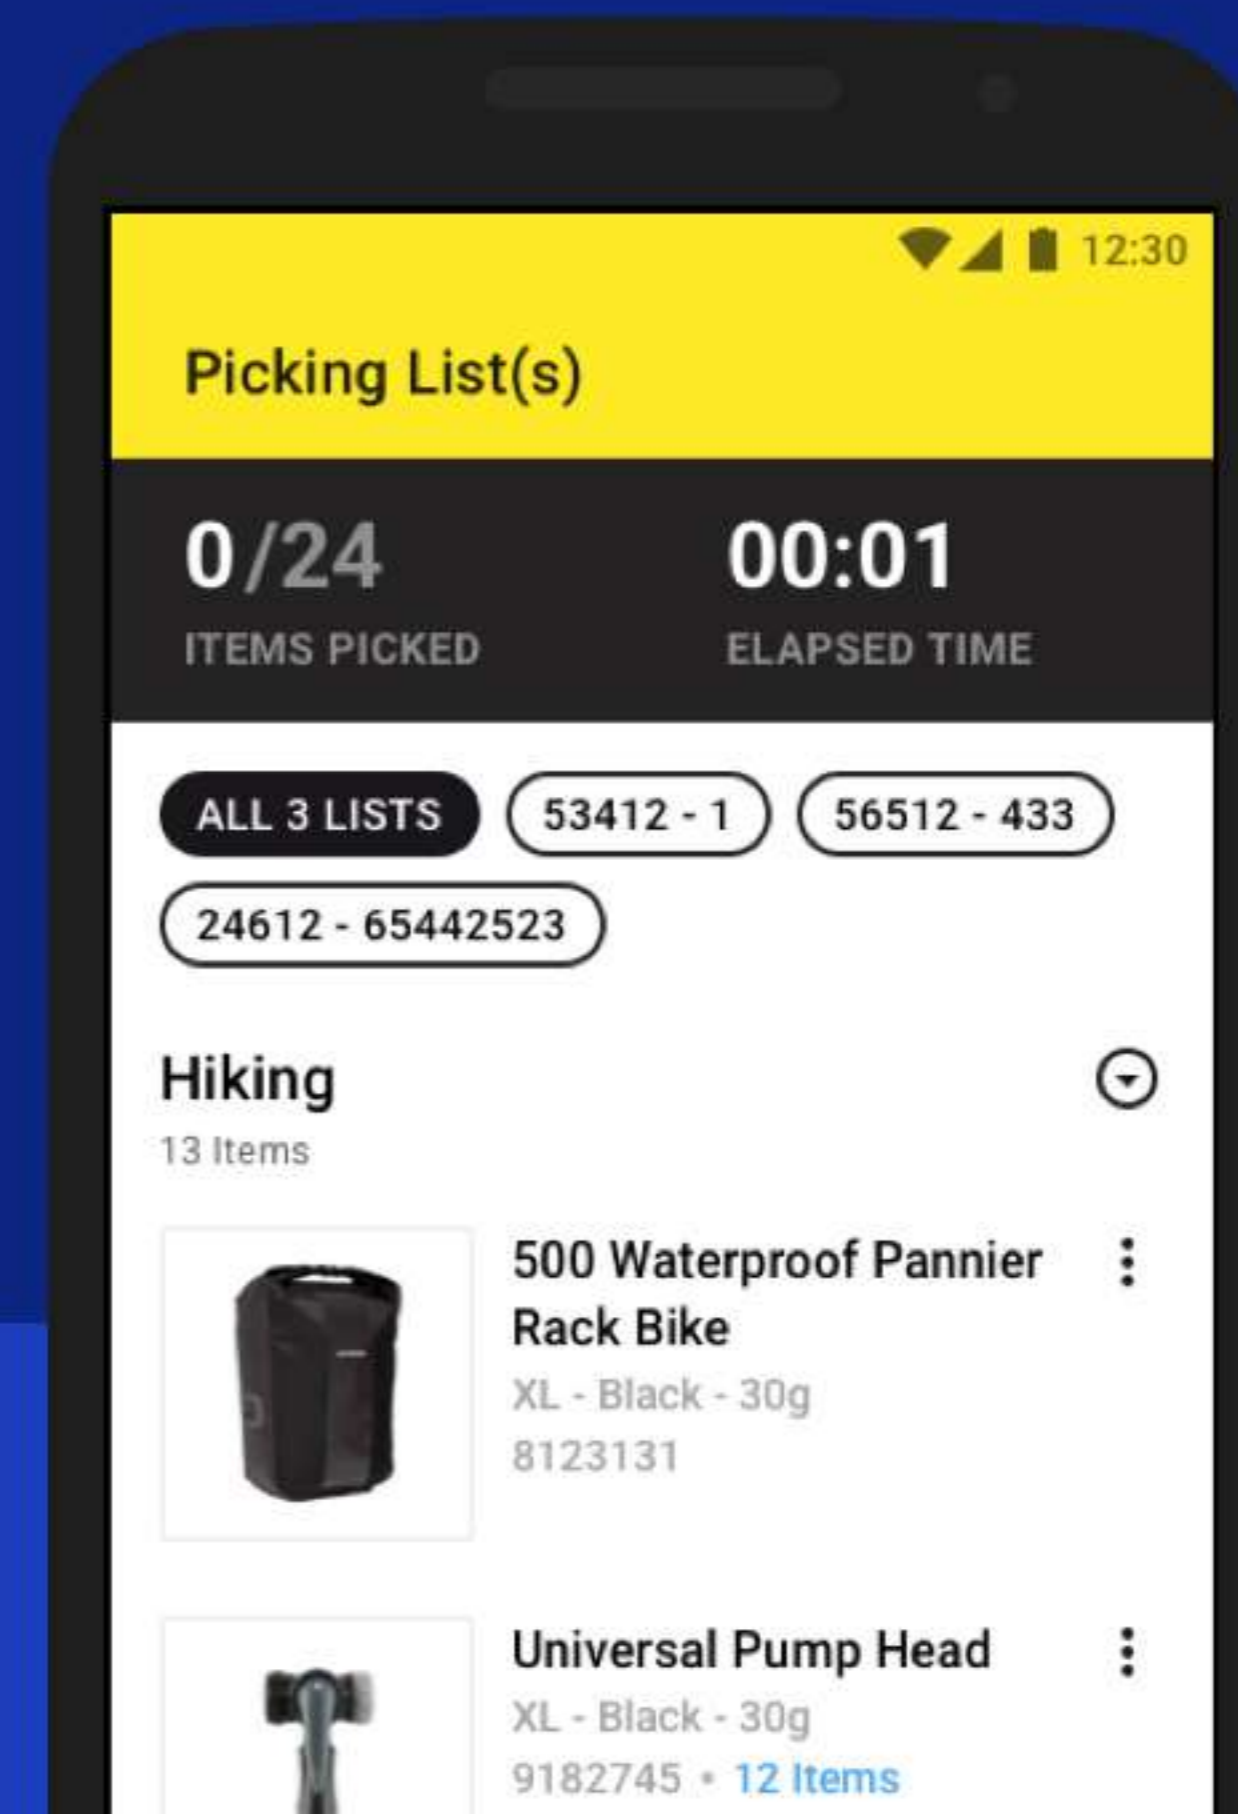 12:30
Picking List(s)
0/24
00:01
ITEMS PICKED
ELAPSED TIME
ALL 3 LISTS
53412 - 1
56512 - 433
24612 - 65442523
Hiking
13 Items
500 Waterproof Pannier
Rack Bike
XL - Black - 30g
8123131
Universal Pump Head
XL - Black - 30g
9182745 • 12 Items